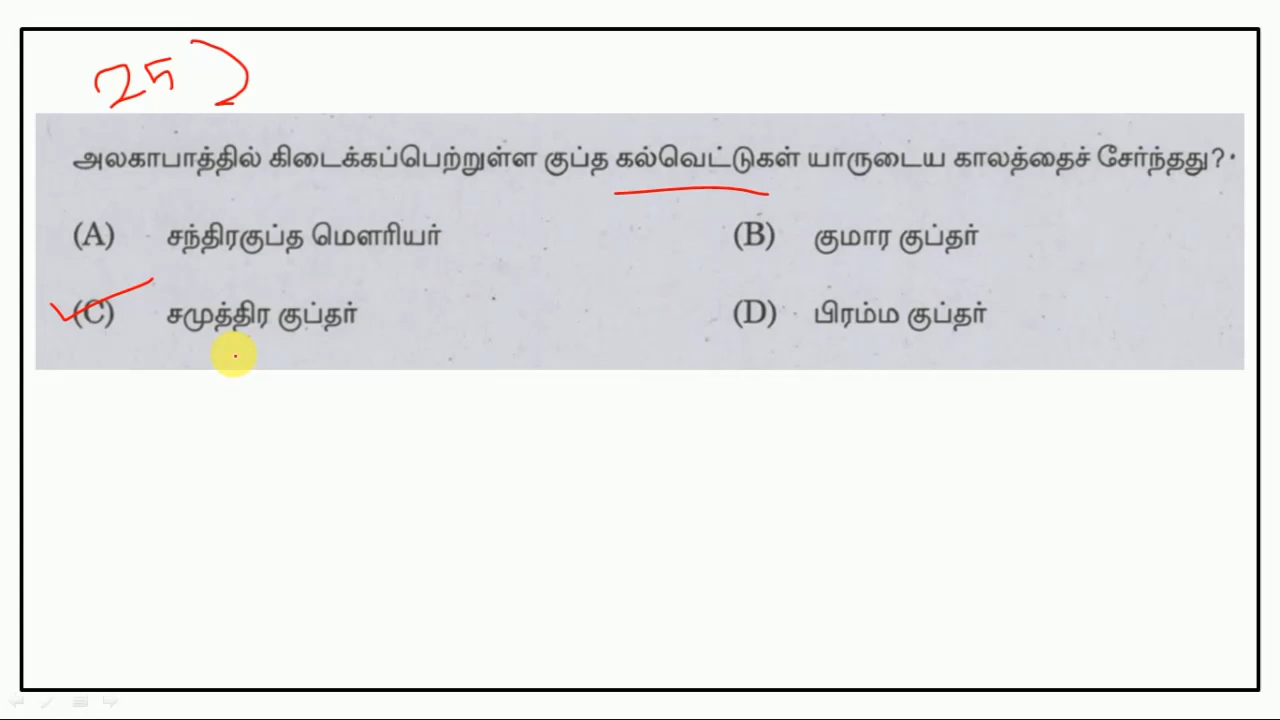 25)
அலகாபாத்தில் கிடைக்கப்பெற்றுள்ள குப்த கல்வெட்டுகள் யாருடைய காலத்தைச் சேர்ந்தது?
(A) சந்திரகுப்த மௌரியர் (B) குமார குப்தர்
(C) சமுத்திர குப்தர் (D) பிரம்ம குப்தர்